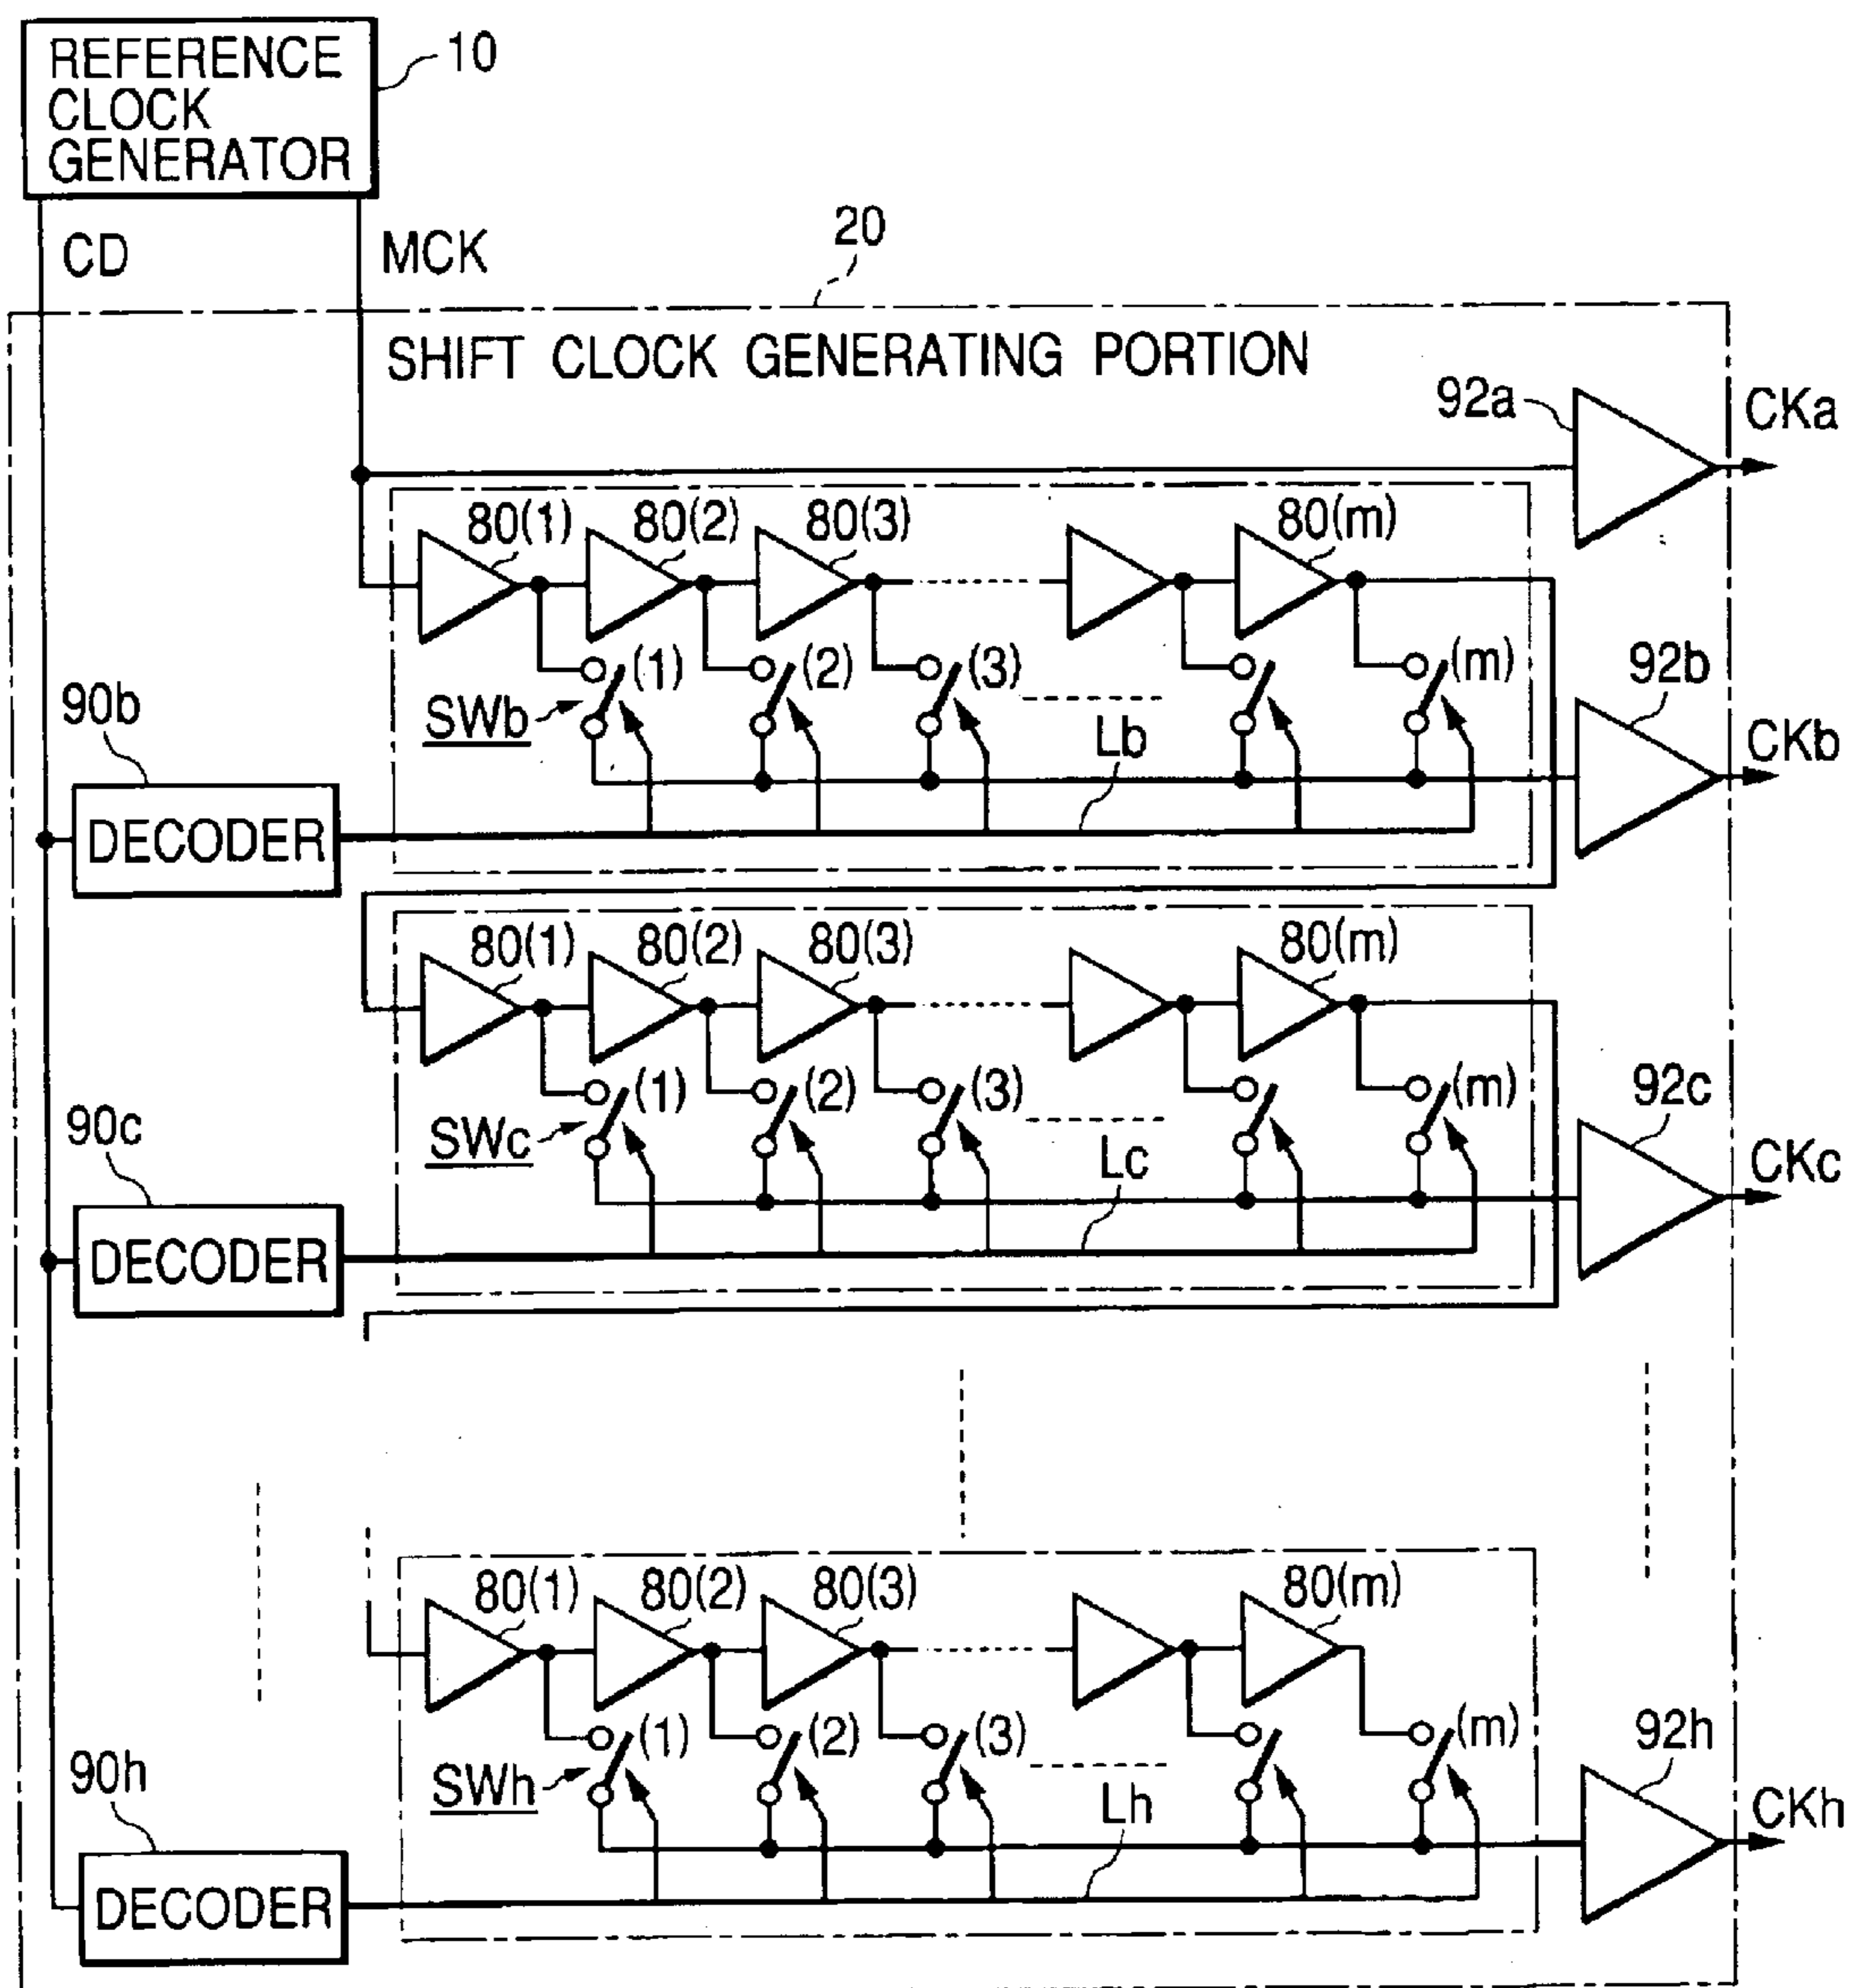 REFERENCE
CLOCK
GENERATOR
10
CD
MCK
20
SHIFT CLOCK GENERATING PORTION
92a
CKa
80(1)
80(2)
80(3)
80(m)
(1)
(2)
(3)
(m)
SWb
90b
Lb
92b
CKb
DECODER
80(1)
80(2)
80(3)
80(m)
(1)
(2)
(3)
(m)
SWc
90c
Lc
92c
CKc
DECODER
80(1)
80(2)
80(3)
80(m)
(1)
(2)
(3)
(m)
SWh
90h
Lh
92h
CKh
DECODER